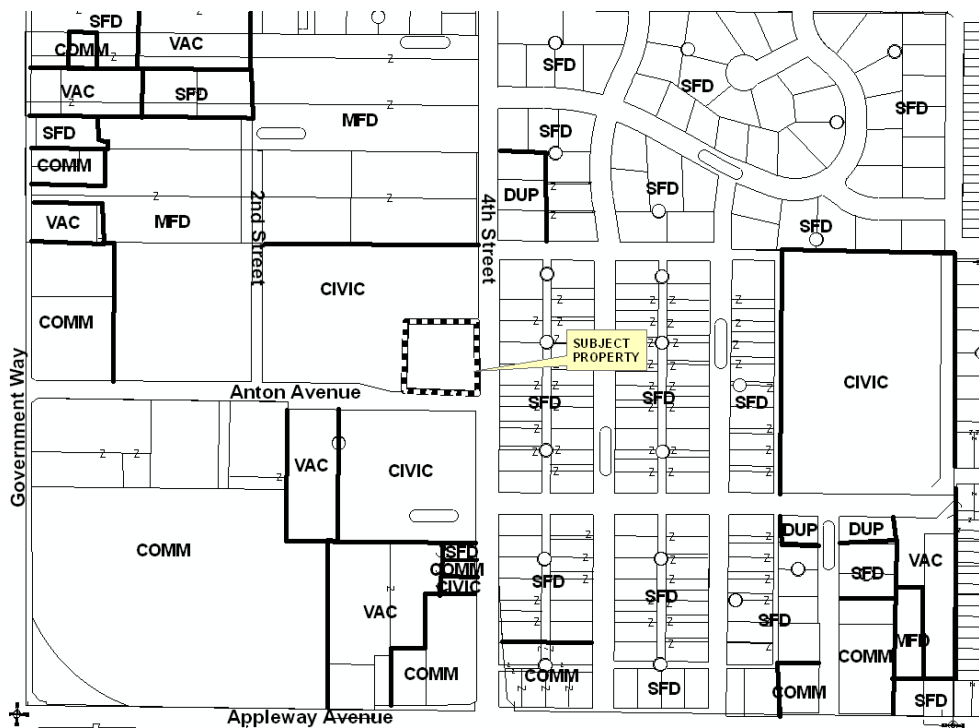 SFD
COMM
VAC
MFD
SFD
SFD
SFD
VAC
SFD
MFD
SFD
SFD
COMM
DUP
SFD
VAC
MFD
2nd Street
4th Street
SFD
CIVIC
COMM
SUBJECT
PROPERTY
CIVIC
Government Way
Anton Avenue
SFD
SFD
SFD
VAC
CIVIC
COMM
DUP
DUP
SFD
COMM
CIVIC
VAC
SFD
SFD
SFD
VAC
SFD
MFD
COMM
COMM
COMM
SFD
COMM
SFD
Appleway Avenue